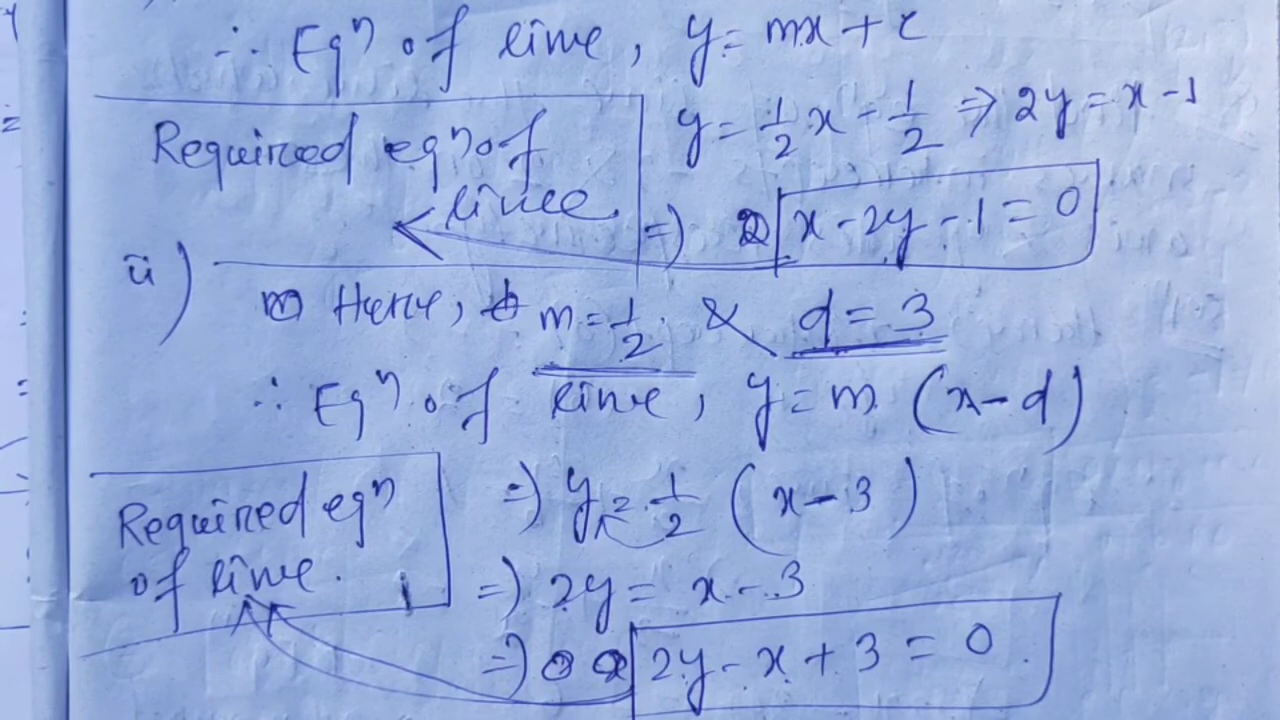 ∴ Eqⁿ of line, y = mx + c
y = 1/2 x - 1/2 ⇒ 2y = x - 1
Required eqⁿ of line
⇒ x - 2y - 1 = 0
ii) Here, m = 1/2 & d = 3
∴ Eqⁿ of line, y = m (x - d)
⇒ y = 1/2 (x - 3)
Required eqⁿ
of line.
⇒ 2y = x - 3
⇒ 2y - x + 3 = 0.